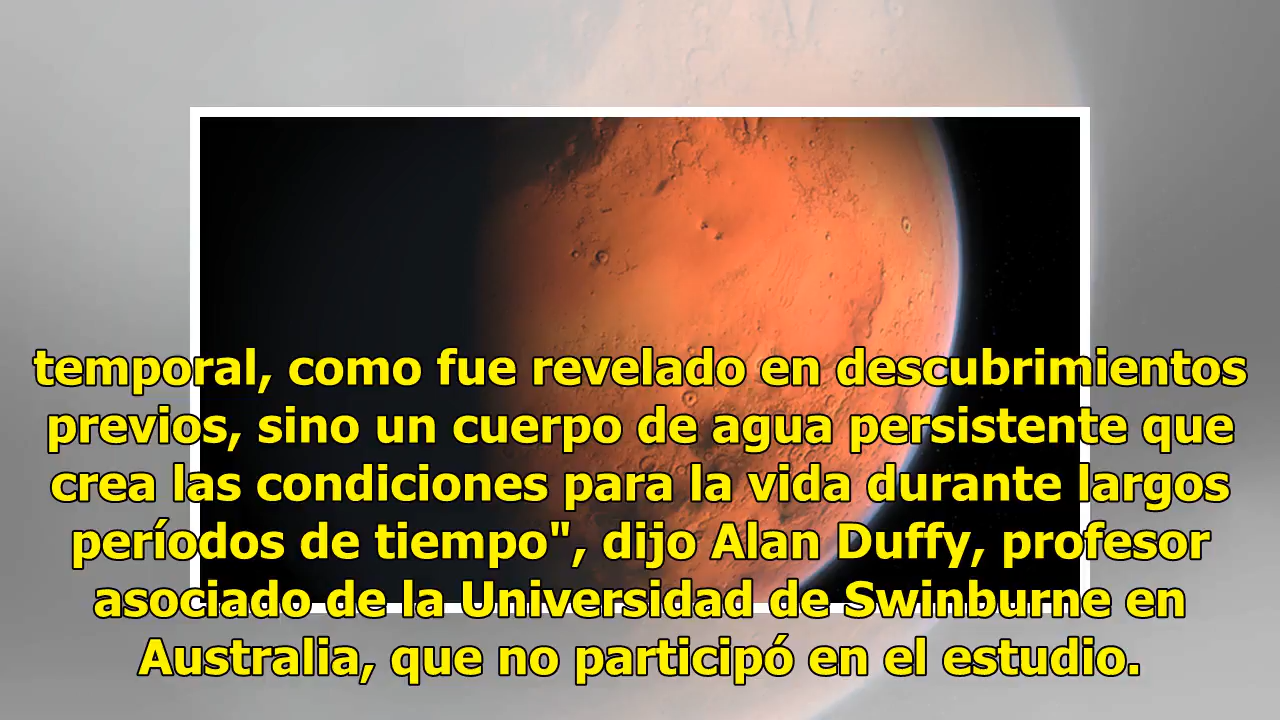 temporal, como fue revelado en descubrimientos
previos, sino un cuerpo de agua persistente que
crea las condiciones para la vida durante largos
períodos de tiempo", dijo Alan Duffy, profesor
asociado de la Universidad de Swinburne en
Australia, que no participó en el estudio.